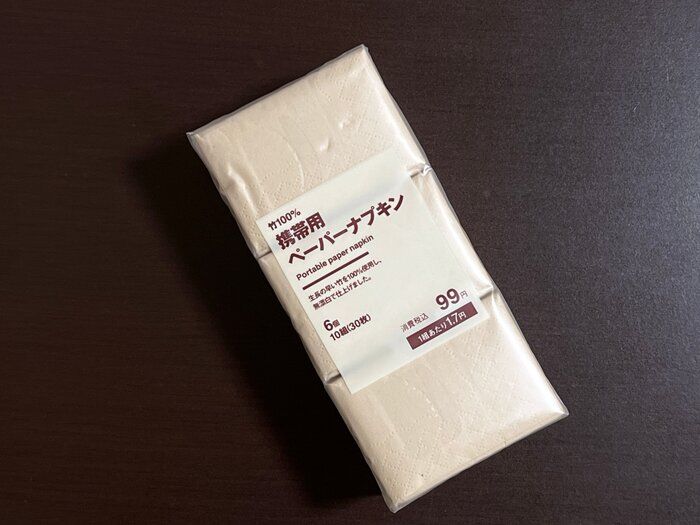 竹100%
携帯用
ペーパーナプキン
Portable paper napkin
生長の早い竹を100%使用し、
無漂白で仕上げました。
6個
10組(30枚)
消費税込 99円
1組あたり1.7円